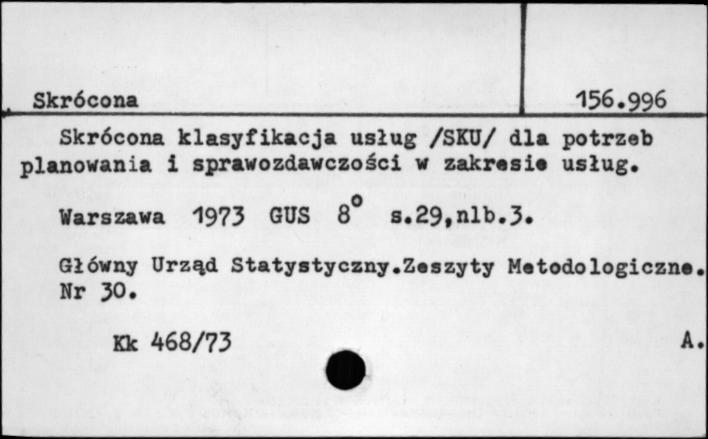 Skrócona 156.996
Skrócona klasyfikacja usług /SKU/ dla potrzeb
planowania i sprawozdawczości w zakresie usług.
Warszawa 1973 GUS 8° s.29,nlb.3.
Główny Urząd Statystyczny.Zeszyty Metodologiczne.
Nr 30.
Kk 468/73 A.